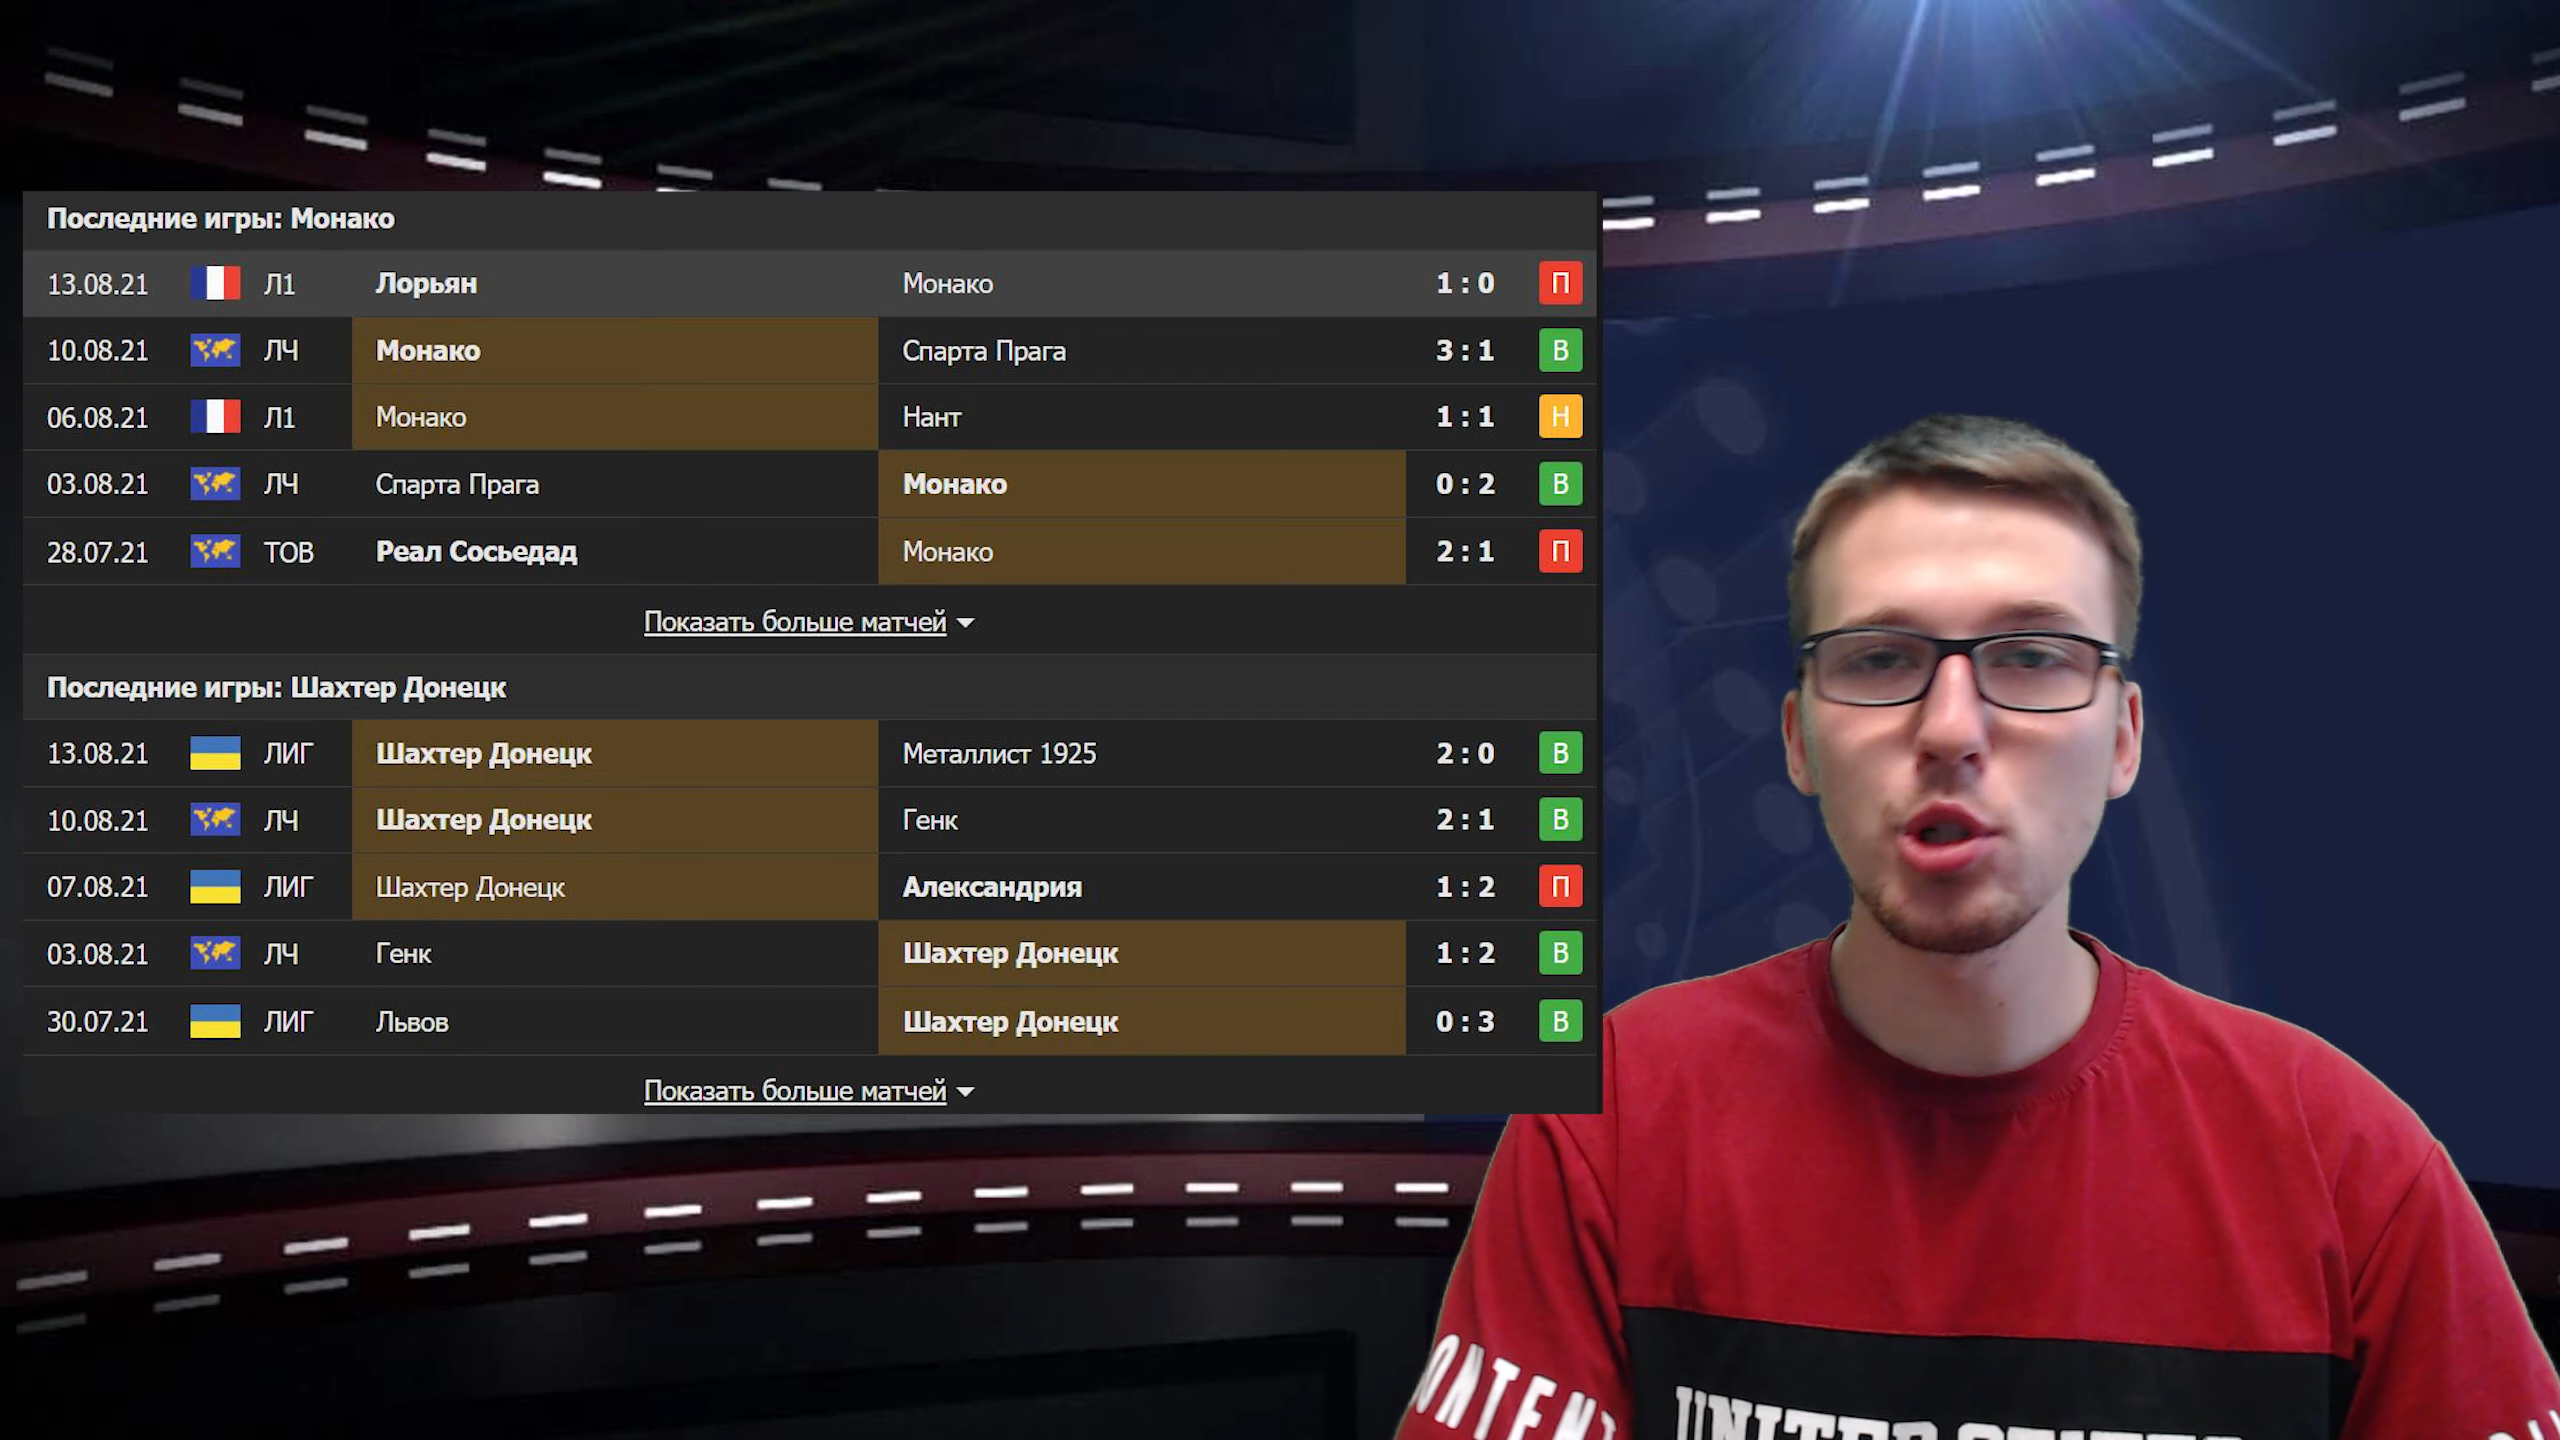 Последние игры: Монако
13.08.21 Л1 Лорьян Монако 1 : 0 П
10.08.21 ЛЧ Монако Спарта Прага 3 : 1 В
06.08.21 Л1 Монако Нант 1 : 1 Н
03.08.21 ЛЧ Спарта Прага Монако 0 : 2 В
28.07.21 ТОВ Реал Сосьедад Монако 2 : 1 П
Показать больше матчей
Последние игры: Шахтер Донецк
13.08.21 ЛИГ Шахтер Донецк Металлист 1925 2 : 0 В
10.08.21 ЛЧ Шахтер Донецк Генк 2 : 1 В
07.08.21 ЛИГ Шахтер Донецк Александрия 1 : 2 П
03.08.21 ЛЧ Генк Шахтер Донецк 1 : 2 В
30.07.21 ЛИГ Львов Шахтер Донецк 0 : 3 В
Показать больше матчей
UNITED STATES